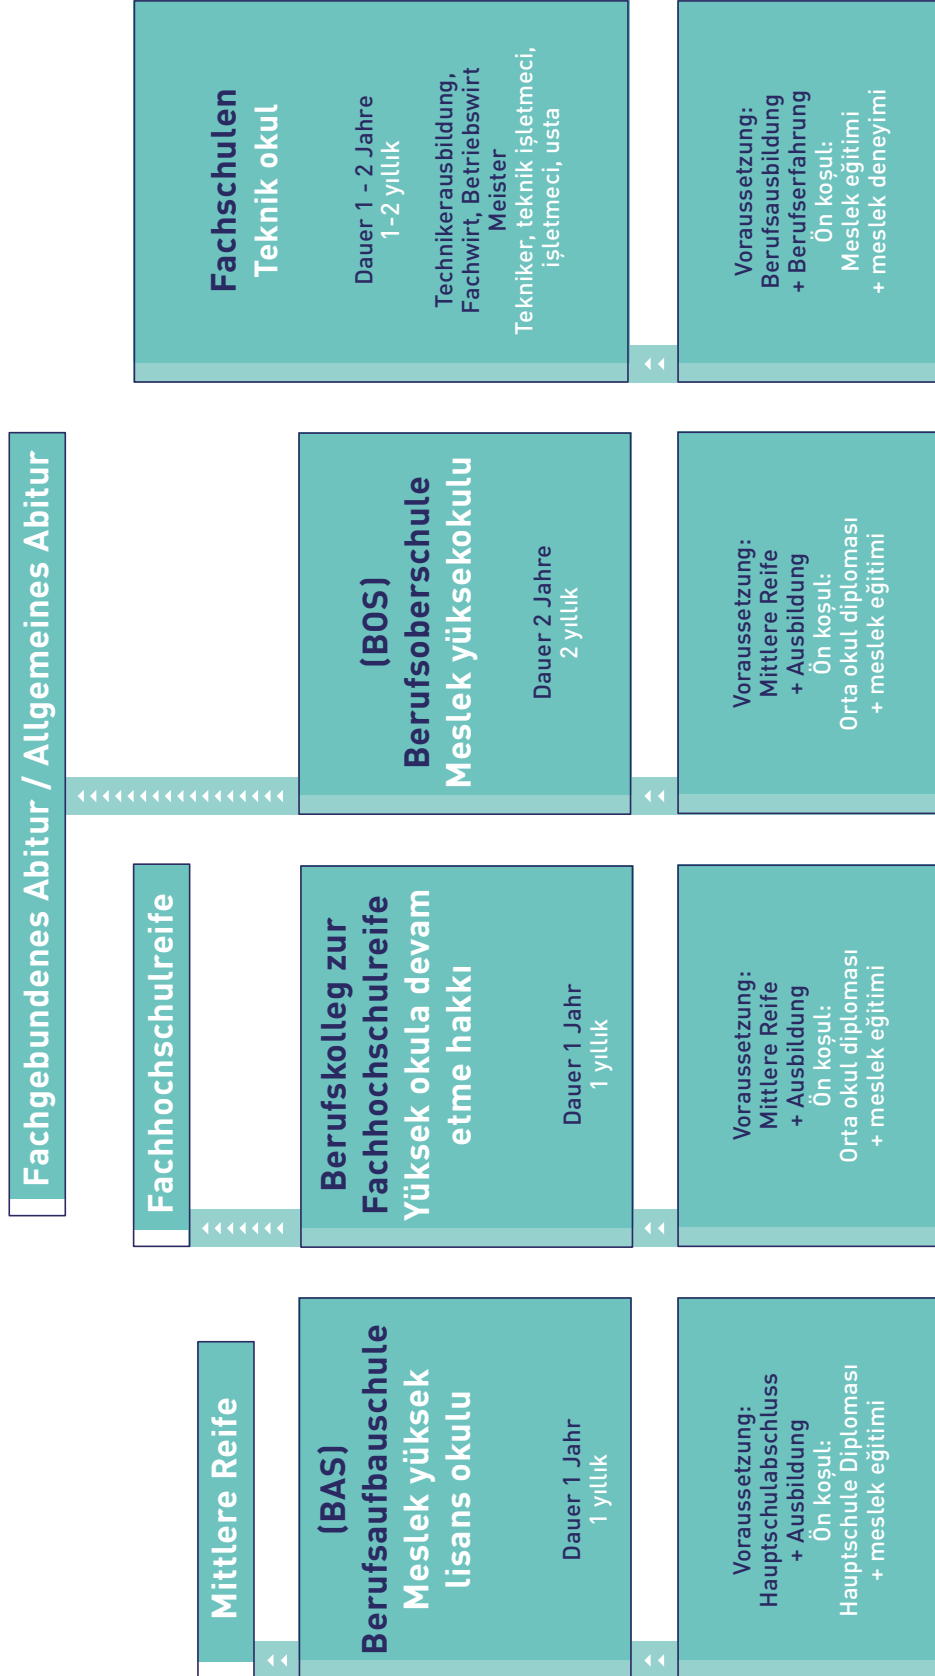 Fachgebundenes Abitur / Allgemeines Abitur
Mittlere Reife
Fachhochschulreife
(BAS)
Berufsaufbauschule
Meslek yüksek
lisans okulu
Dauer 1 Jahr
1 yıllık
Berufskolleg zur
Fachhochschulreife
Yüksek okula devam
etme hakkı
Dauer 1 Jahr
1 yıllık
(BOS)
Berufsoberschule
Meslek yüksekokulu
Dauer 2 Jahre
2 yıllık
Fachschulen
Teknik okul
Dauer 1 - 2 Jahre
1-2 yıllık
Technikerausbildung,
Fachwirt, Betriebswirt
Meister
Tekniker, teknik işletmeci,
işletmeci, usta
Voraussetzung:
Hauptschulabschluss
+ Ausbildung
Ön koşul:
Hauptschule Diploması
+ meslek eğitimi
Voraussetzung:
Mittlere Reife
+ Ausbildung
Ön koşul:
Orta okul diploması
+ meslek eğitimi
Voraussetzung:
Mittlere Reife
+ Ausbildung
Ön koşul:
Orta okul diploması
+ meslek eğitimi
Voraussetzung:
Berufsausbildung
+ Berufserfahrung
Ön koşul:
Meslek eğitimi
+ meslek deneyimi